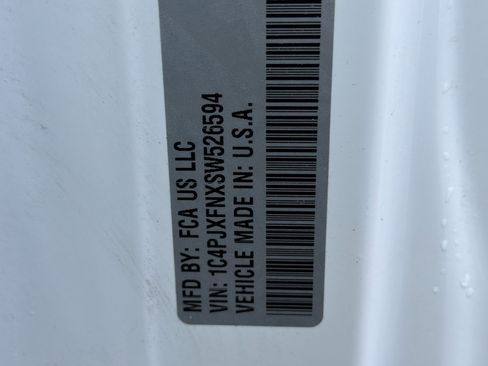 MFD BY: FCA US LLC
VIN: 1C4PJXFNXSW526594
VEHICLE MADE IN: U.S.A.